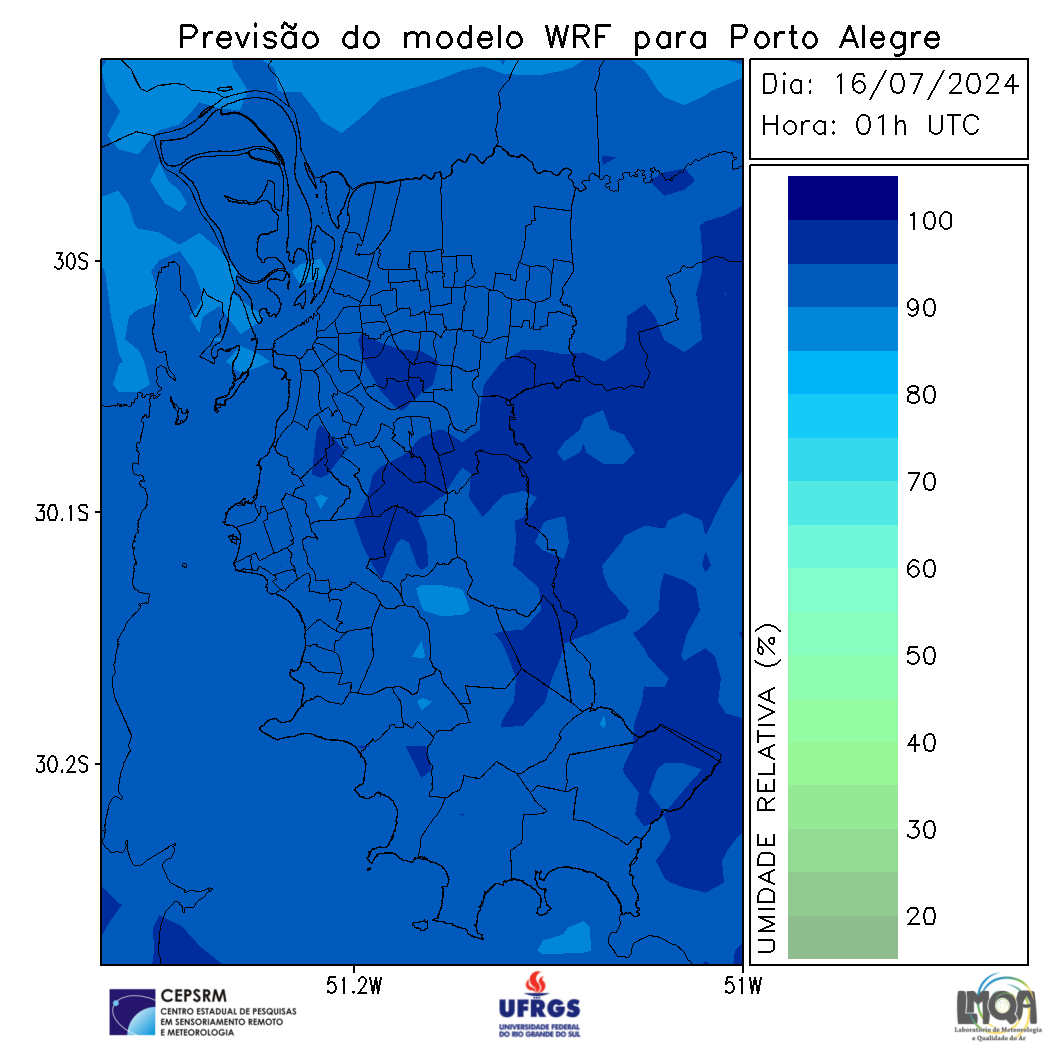 Previsão do modelo WRF para Porto Alegre
Dia: 16/07/2024
Hora: 01h UTC
100
90
80
70
60
50
40
30
20
UMIDADE RELATIVA (%)
30S
30.1S
30.2S
51.2W
51W
CEPSRM
CENTRO ESTADUAL DE PESQUISAS
EM SENSORIAMENTO REMOTO
E METEOROLOGIA
UFRGS
UNIVERSIDADE FEDERAL
DO RIO GRANDE DO SUL
LMQA
Laboratório de Meteorologia
e Qualidade do Ar